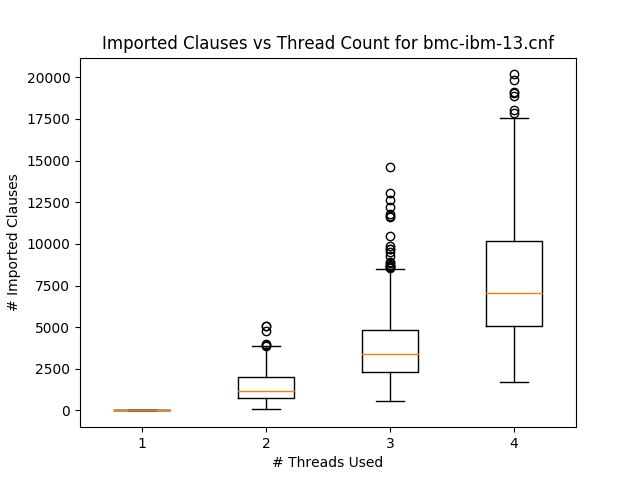 Imported Clauses vs Thread Count for bmc-ibm-13.cnf
# Imported Clauses
20000
17500
15000
12500
10000
7500
5000
2500
0
1 2 3 4
# Threads Used